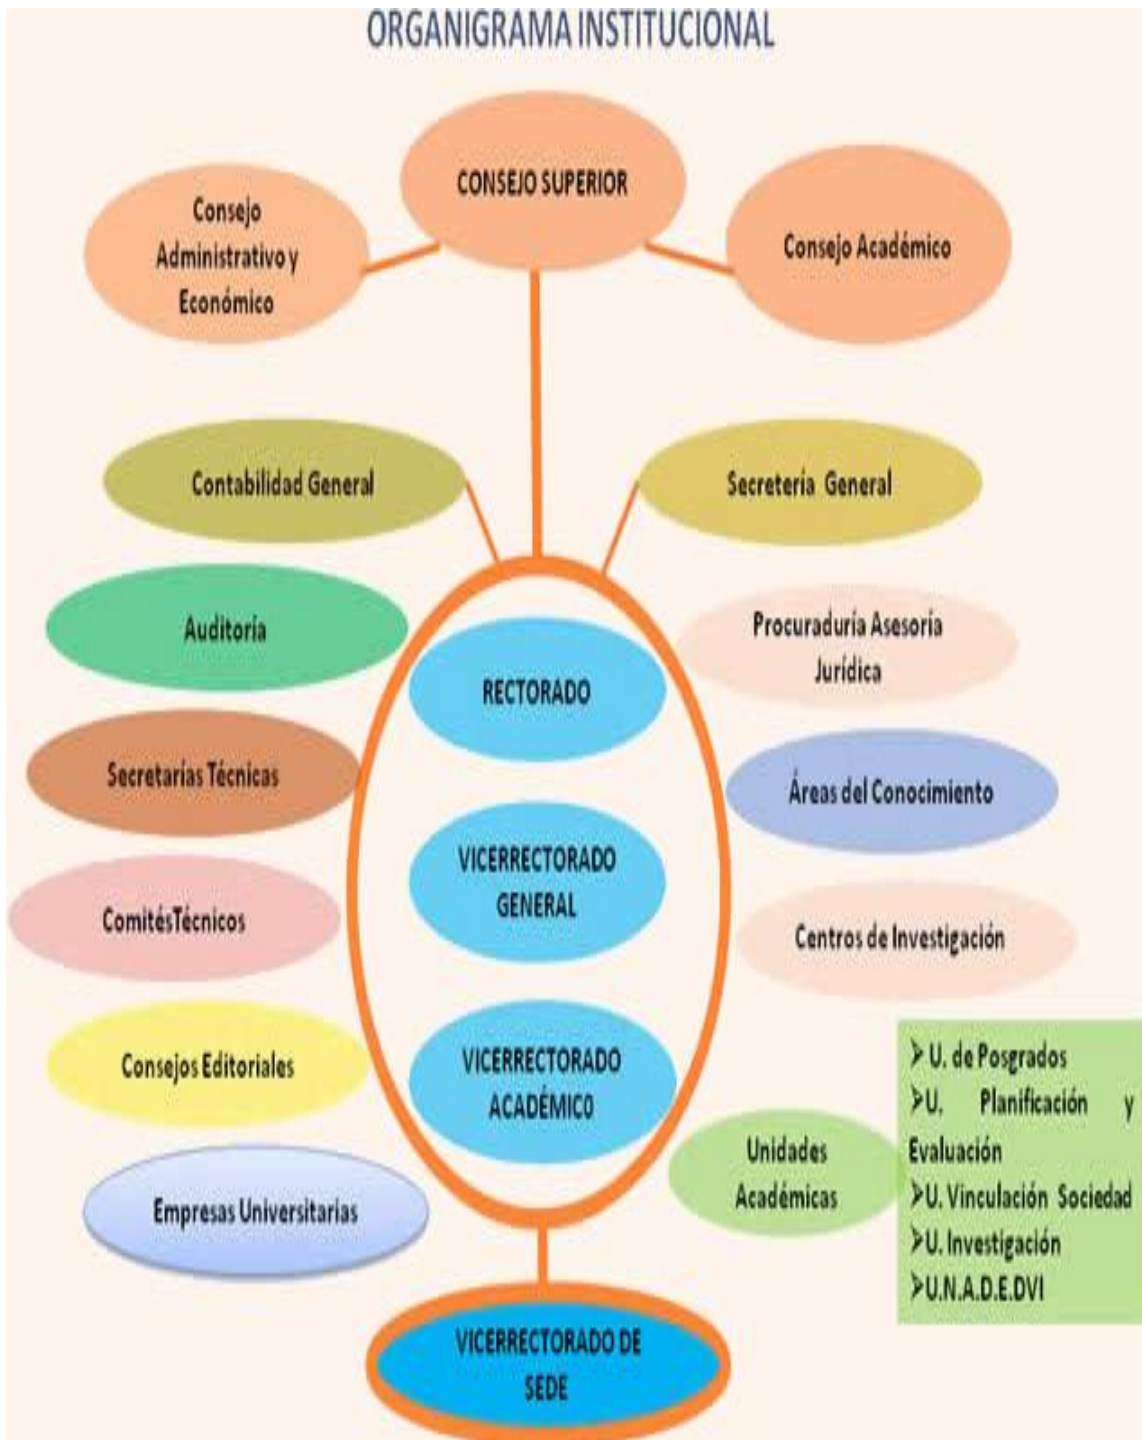 ORGANIGRAMA INSTITUCIONAL
CONSEJO SUPERIOR
Consejo
Administrativo y
Económico
Consejo Académico
Contabilidad General
Secretería General
Auditoría
Procuraduría Asesoria
Jurídica
RECTORADO
Secretarías Técnicas
Áreas del Conocimiento
VICERRECTORADO
GENERAL
ComitésTécnicos
Centros de Investigación
Consejos Editoriales
VICERRECTORADO
ACADÉMICO
Unidades
Académicas
➢ U. de Posgrados
➢U. Planificación y
Evaluación
➢U. Vinculación Sociedad
➢U. Investigación
➢U.N.A.D.E.DVI
Empresas Universitarias
VICERRECTORADO DE
SEDE